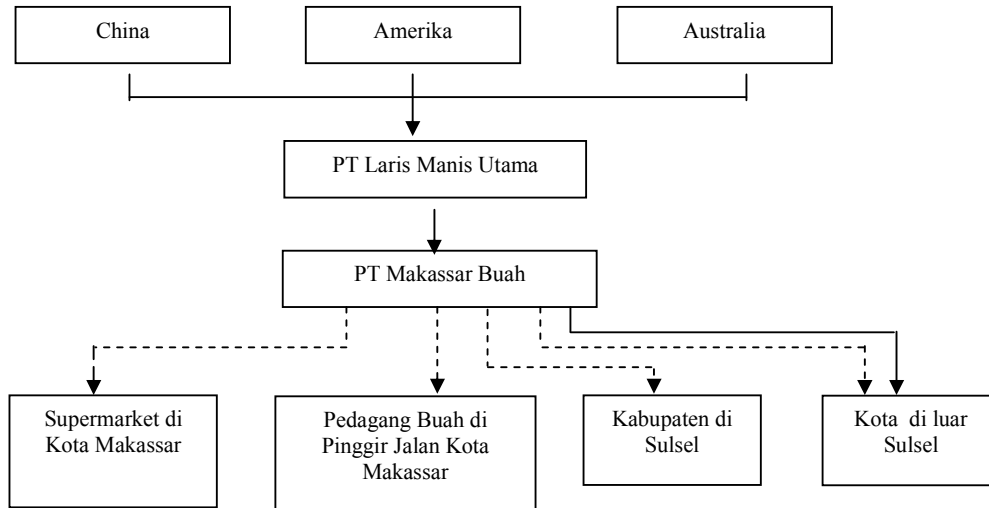 China
Amerika
Australia
PT Laris Manis Utama
PT Makassar Buah
Supermarket di
Kota Makassar
Pedagang Buah di
Pinggir Jalan Kota
Makassar
Kabupaten di
Sulsel
Kota di luar
Sulsel